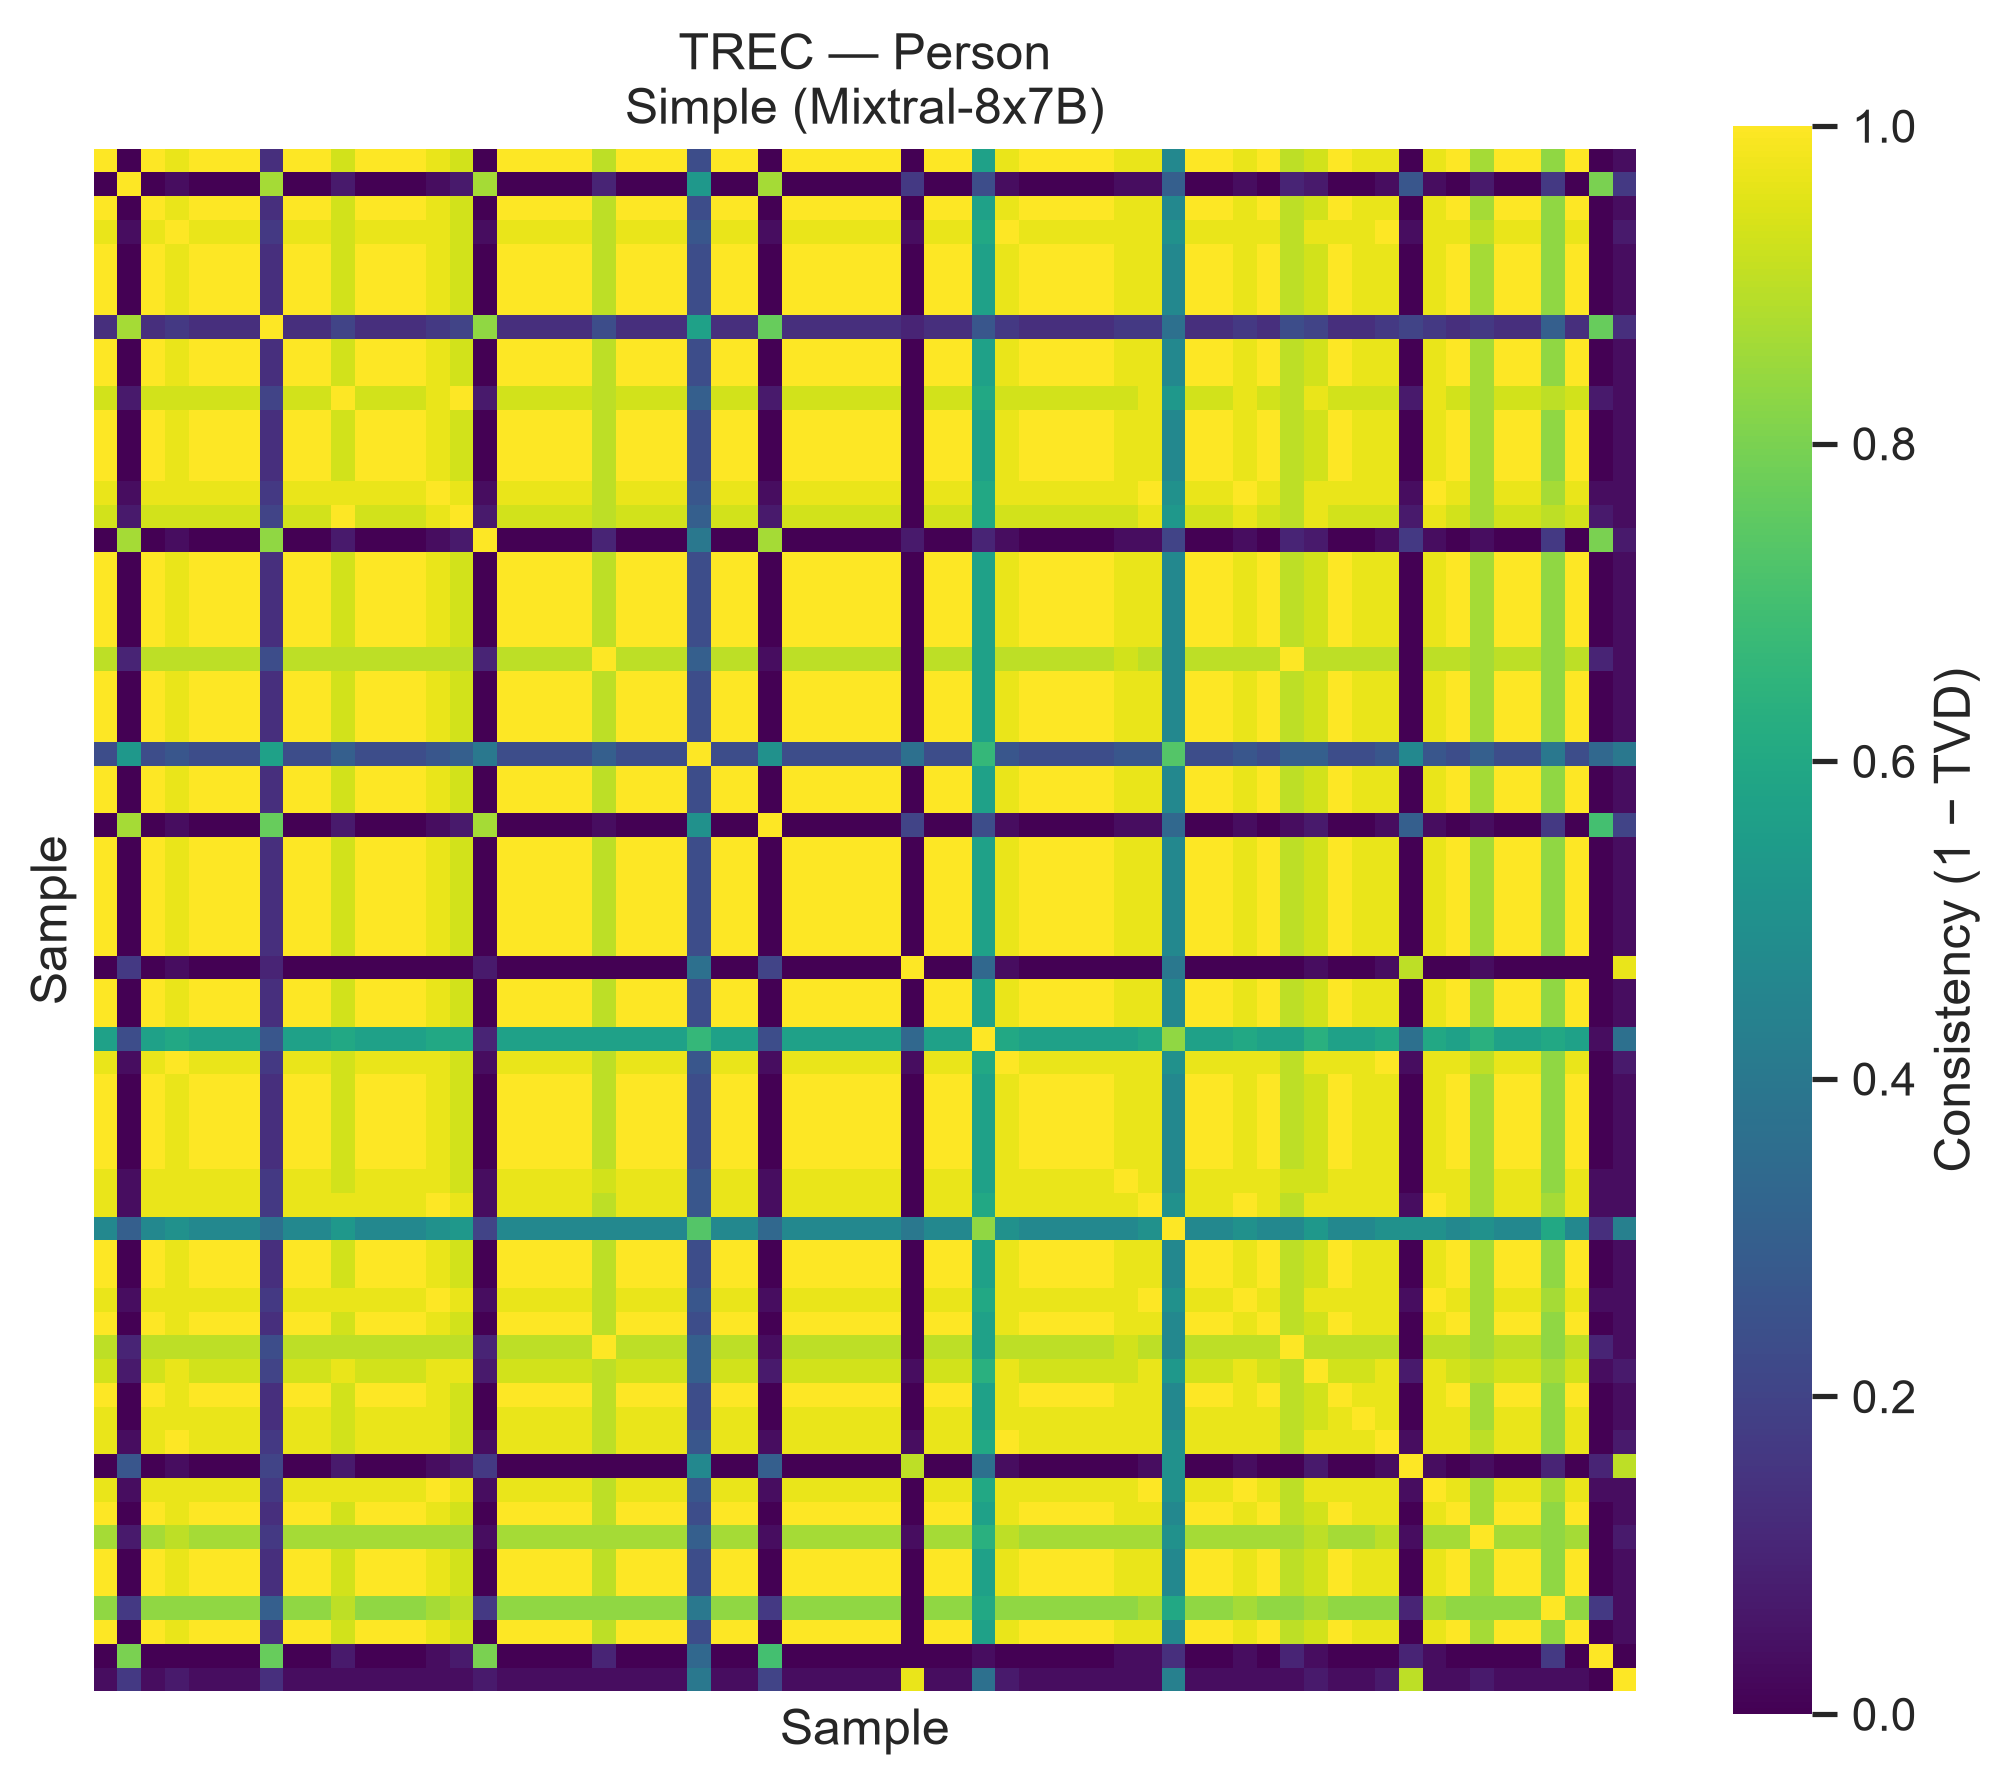 TREC — Person
Simple (Mixtral-8x7B)
Sample
Sample
1.0
0.8
0.6
0.4
0.2
0.0
Consistency (1 − TVD)